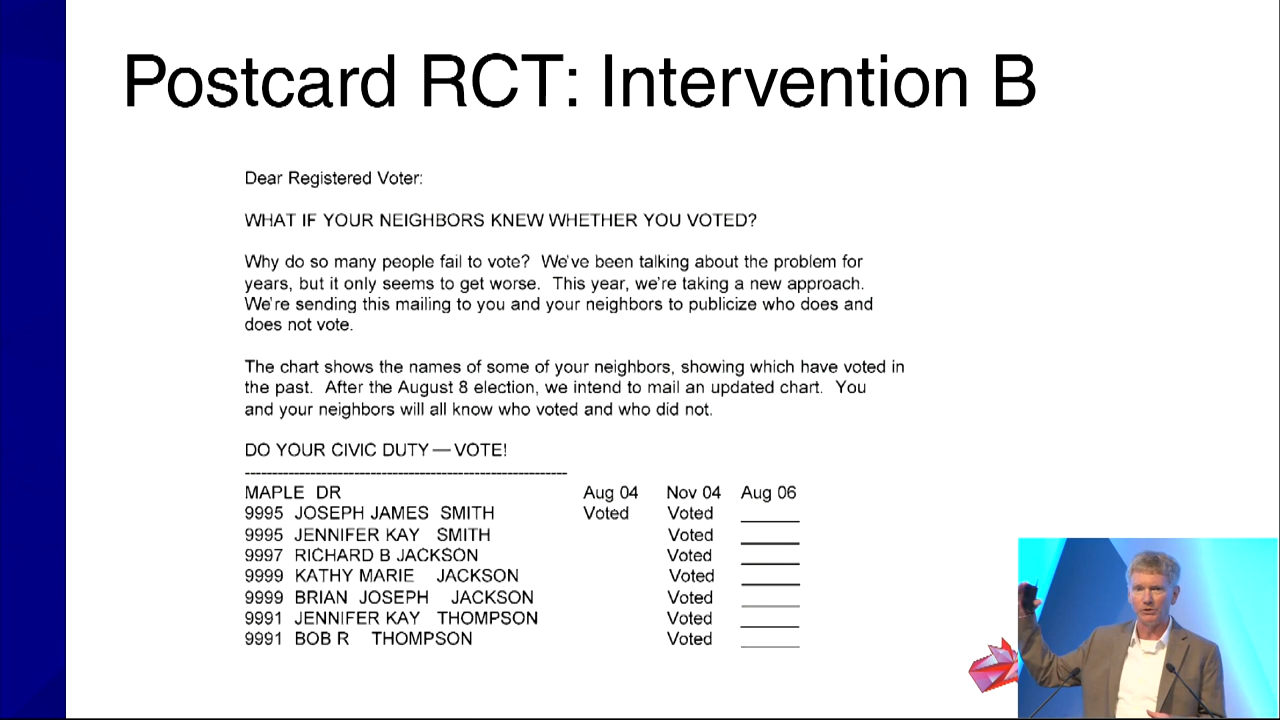 Postcard RCT: Intervention B
Dear Registered Voter:
WHAT IF YOUR NEIGHBORS KNEW WHETHER YOU VOTED?
Why do so many people fail to vote? We've been talking about the problem for
years, but it only seems to get worse. This year, we're taking a new approach.
We're sending this mailing to you and your neighbors to publicize who does and
does not vote.
The chart shows the names of some of your neighbors, showing which have voted in
the past. After the August 8 election, we intend to mail an updated chart. You
and your neighbors will all know who voted and who did not.
DO YOUR CIVIC DUTY — VOTE!
------------------------------------------------------------
MAPLE DR Aug 04 Nov 04 Aug 06
9995 JOSEPH JAMES SMITH Voted Voted ______
9995 JENNIFER KAY SMITH Voted ______
9997 RICHARD B JACKSON Voted ______
9999 KATHY MARIE JACKSON Voted ______
9999 BRIAN JOSEPH JACKSON Voted ______
9991 JENNIFER KAY THOMPSON Voted ______
9991 BOB R THOMPSON Voted ______